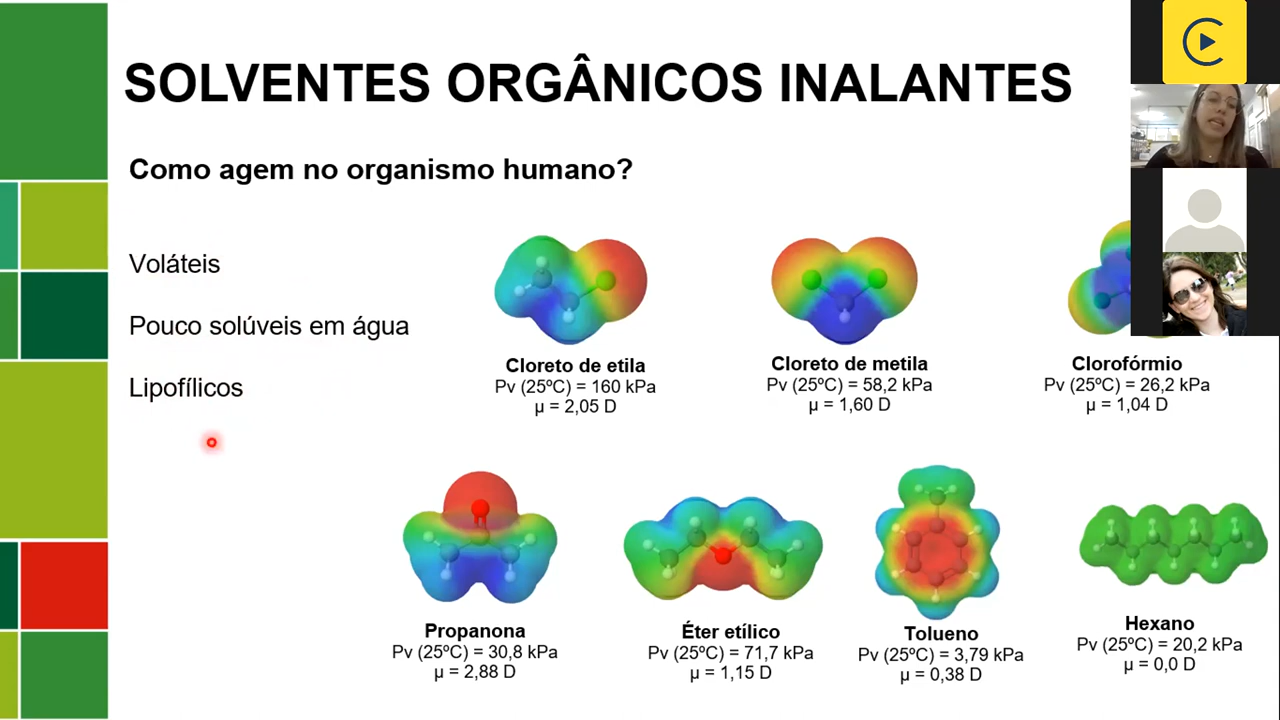 SOLVENTES ORGÂNICOS INALANTES
Como agem no organismo humano?
Voláteis
Pouco solúveis em água
Lipofílicos
Cloreto de etila
Pv (25ºC) = 160 kPa
μ = 2,05 D
Cloreto de metila
Pv (25ºC) = 58,2 kPa
μ = 1,60 D
Clorofórmio
Pv (25ºC) = 26,2 kPa
μ = 1,04 D
Propanona
Pv (25ºC) = 30,8 kPa
μ = 2,88 D
Éter etílico
Pv (25ºC) = 71,7 kPa
μ = 1,15 D
Tolueno
Pv (25ºC) = 3,79 kPa
μ = 0,38 D
Hexano
Pv (25ºC) = 20,2 kPa
μ = 0,0 D